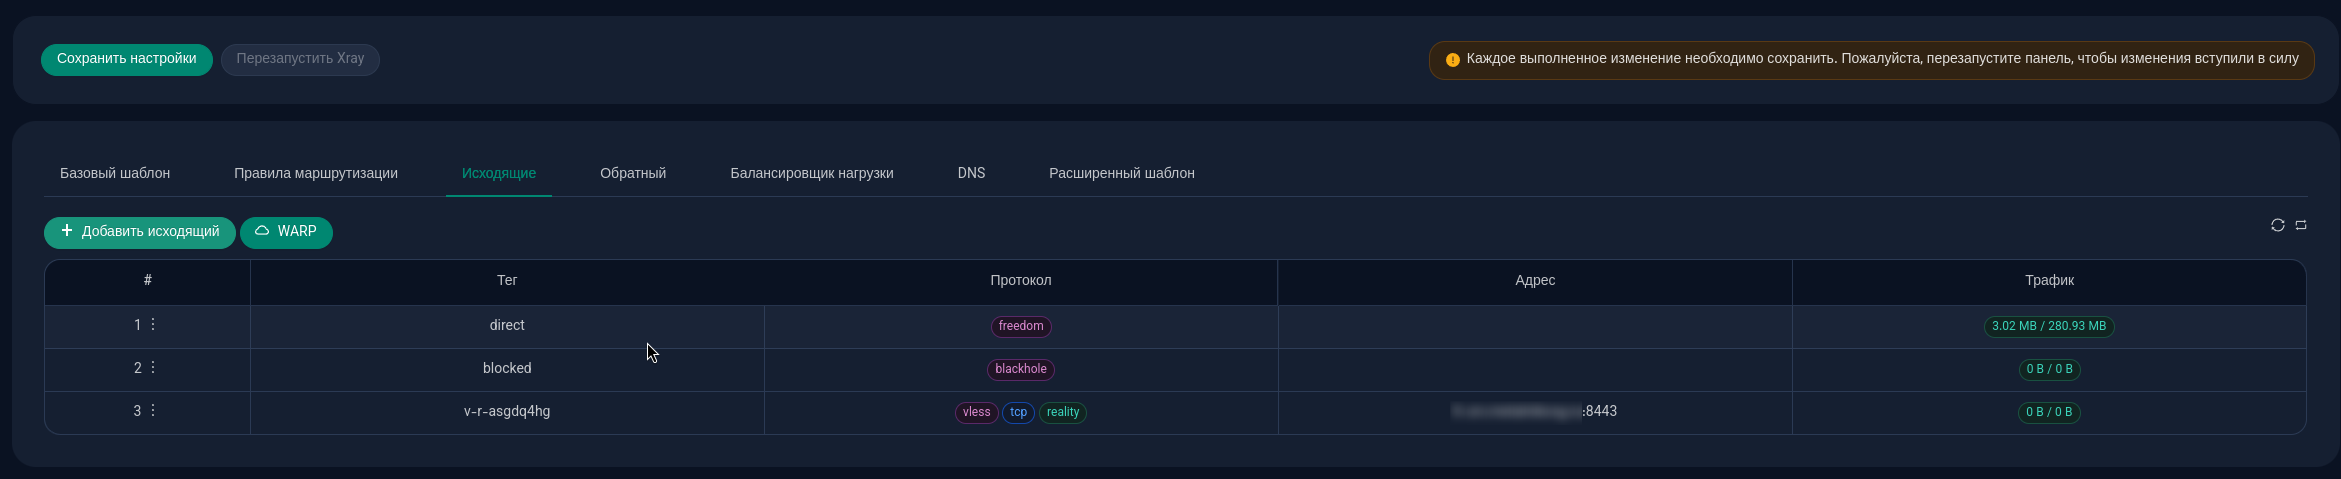 Сохранить настройки Перезапустить Xray Каждое выполненное изменение необходимо сохранить. Пожалуйста, перезапустите панель, чтобы изменения вступили в силу
Базовый шаблон Правила маршрутизации Исходящие Обратный Балансировщик нагрузки DNS Расширенный шаблон
Добавить исходящий WARP
# Тег Протокол Адрес Трафик
1 direct freedom 3.02 MB / 280.93 MB
2 blocked blackhole 0 B / 0 B
3 v-r-asgdq4hg vless tcp reality :8443 0 B / 0 B